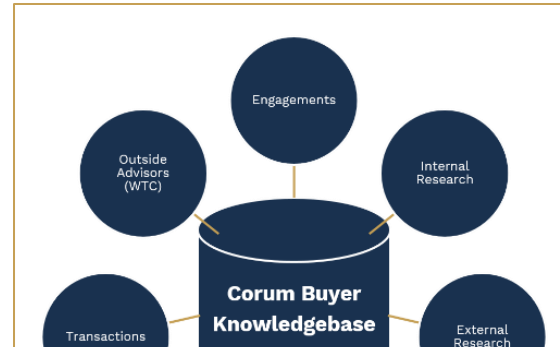 Engagements
Outside
Advisors
(WTC)
Internal
Research
Corum Buyer
Knowledgebase
Transactions
External
Research